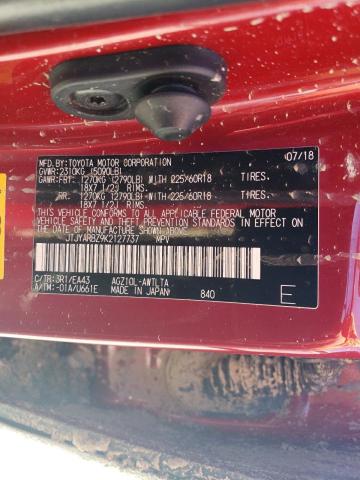 MFD.BY:TOYOTA MOTOR CORPORATION 07/18
GVWR:2310KG (5090LB)
GAWR:FRT: 1270KG (2790LB) WITH 225/60R18 TIRES,
18X7 1/2J RIMS.
RR: 1270KG (2790LB) WITH 225/60R18 TIRES,
18X7 1/2J RIMS.
THIS VEHICLE CONFORMS TO ALL APPLICABLE
FEDERAL MOTOR VEHICLE SAFETY STANDARDS IN EFFECT ON THE
DATE OF MANUFACTURE SHOWN ABOVE.
JTJYARBZ9K2127737 MPV
C/TR:3R1/EA43 AGZ10L-AWTLTA
A/TM:-01A/U661E MADE IN JAPAN 840
E